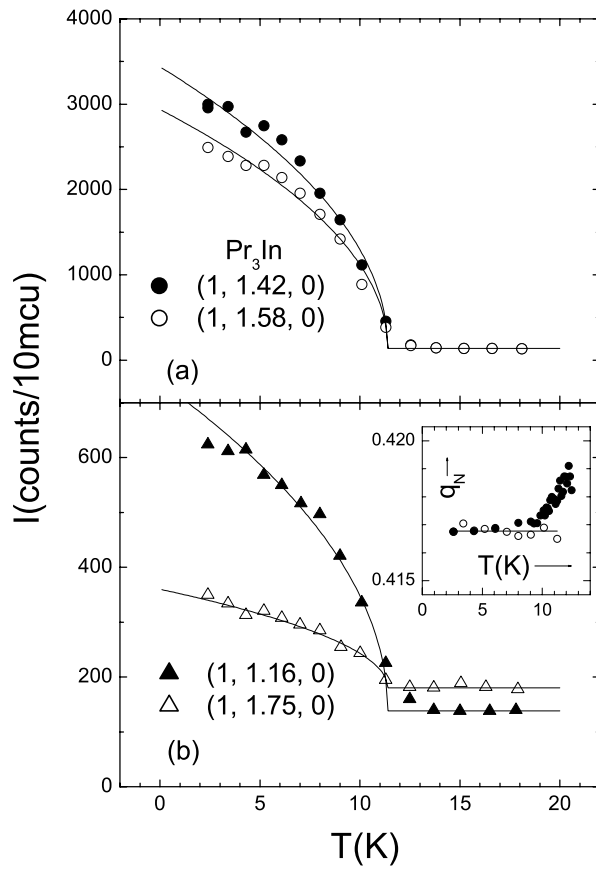 4000
3000
2000
1000
0
Pr₃In
(1, 1.42, 0)
(1, 1.58, 0)
(a)
I(counts/10mcu)
600
400
200
0
(1, 1.16, 0)
(1, 1.75, 0)
(b)
0.420
0.415
q_N
T(K)
0 5 10
0 5 10 15 20
T(K)